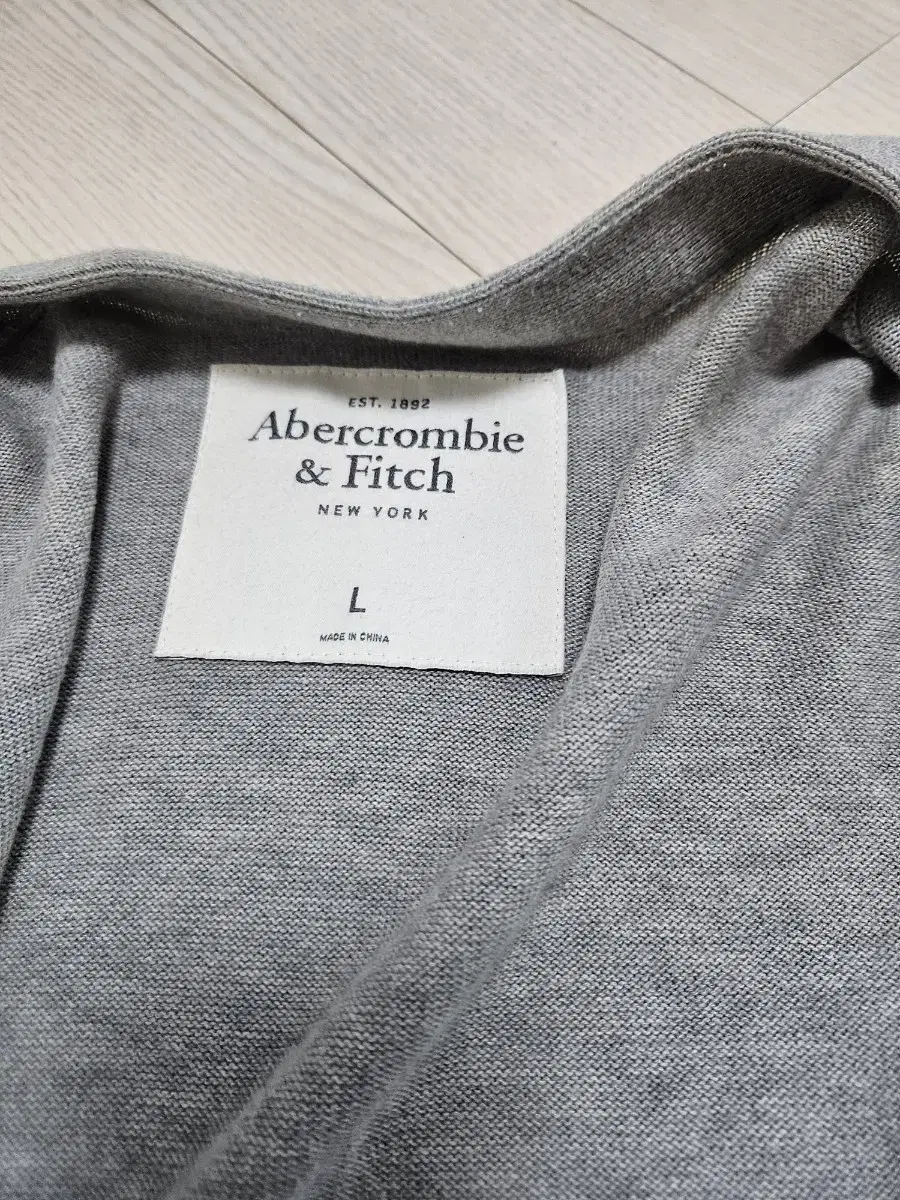 EST. 1892
Abercrombie
& Fitch
NEW YORK
L
MADE IN CHINA